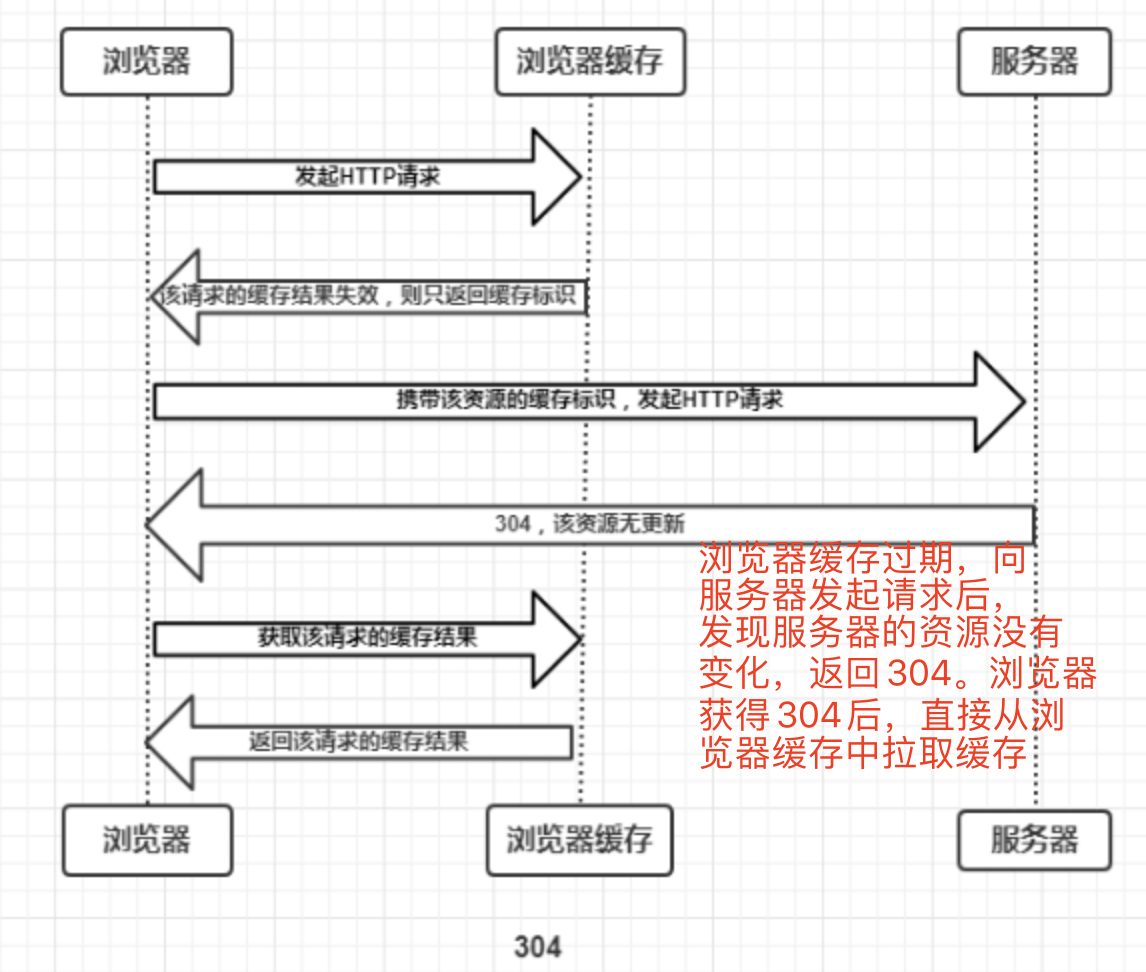 浏览器
浏览器缓存
服务器
发起HTTP请求
该请求的缓存结果失效，则只返回缓存标识
携带该资源的缓存标识，发起HTTP请求
304，该资源无更新
浏览器缓存过期，向
服务器发起请求后，
发现服务器的资源没有
变化，返回 304。浏览器
获得 304 后，直接从浏
览器缓存中拉取缓存
获取该请求的缓存结果
返回该请求的缓存结果
浏览器
浏览器缓存
服务器
304